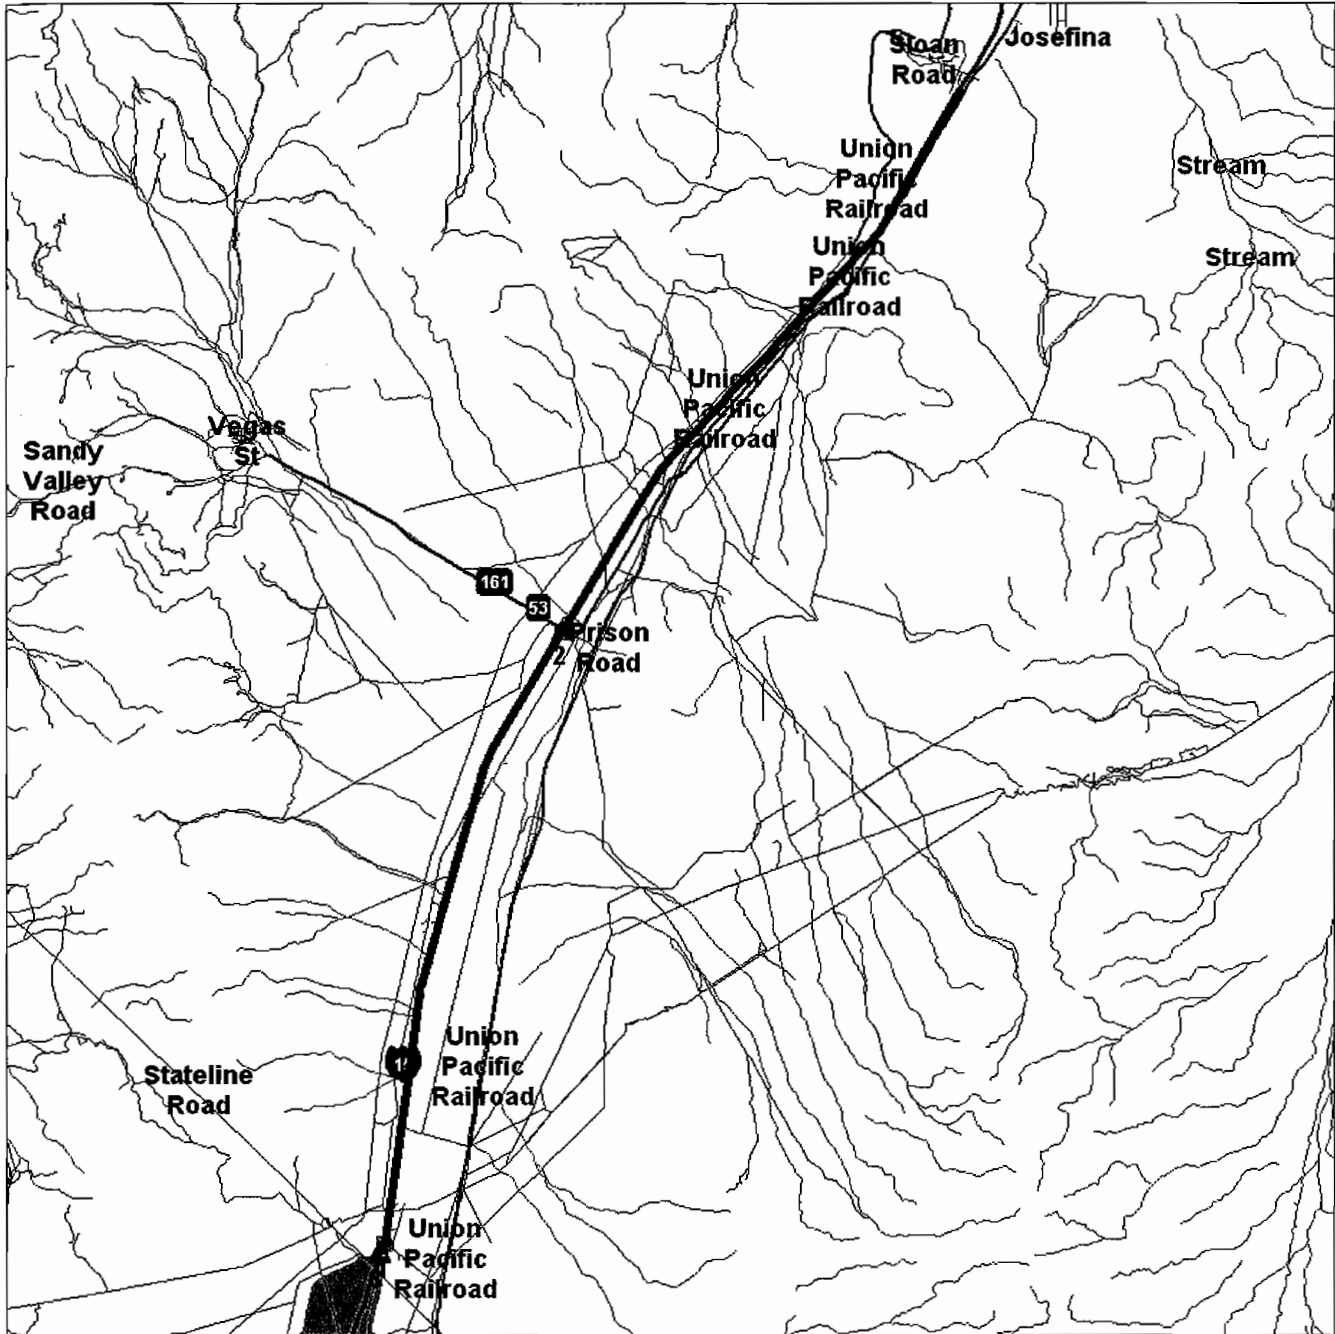 Sloan
Road
Josefina
Union
Pacific
Railroad
Stream
Union
Pacific
Railroad
Stream
Union
Pacific
Railroad
Vegas
St
Sandy
Valley
Road
161
53
Prison
Road
2
Union
Pacific
Railroad
Stateline
Road
Union
Pacific
Railroad